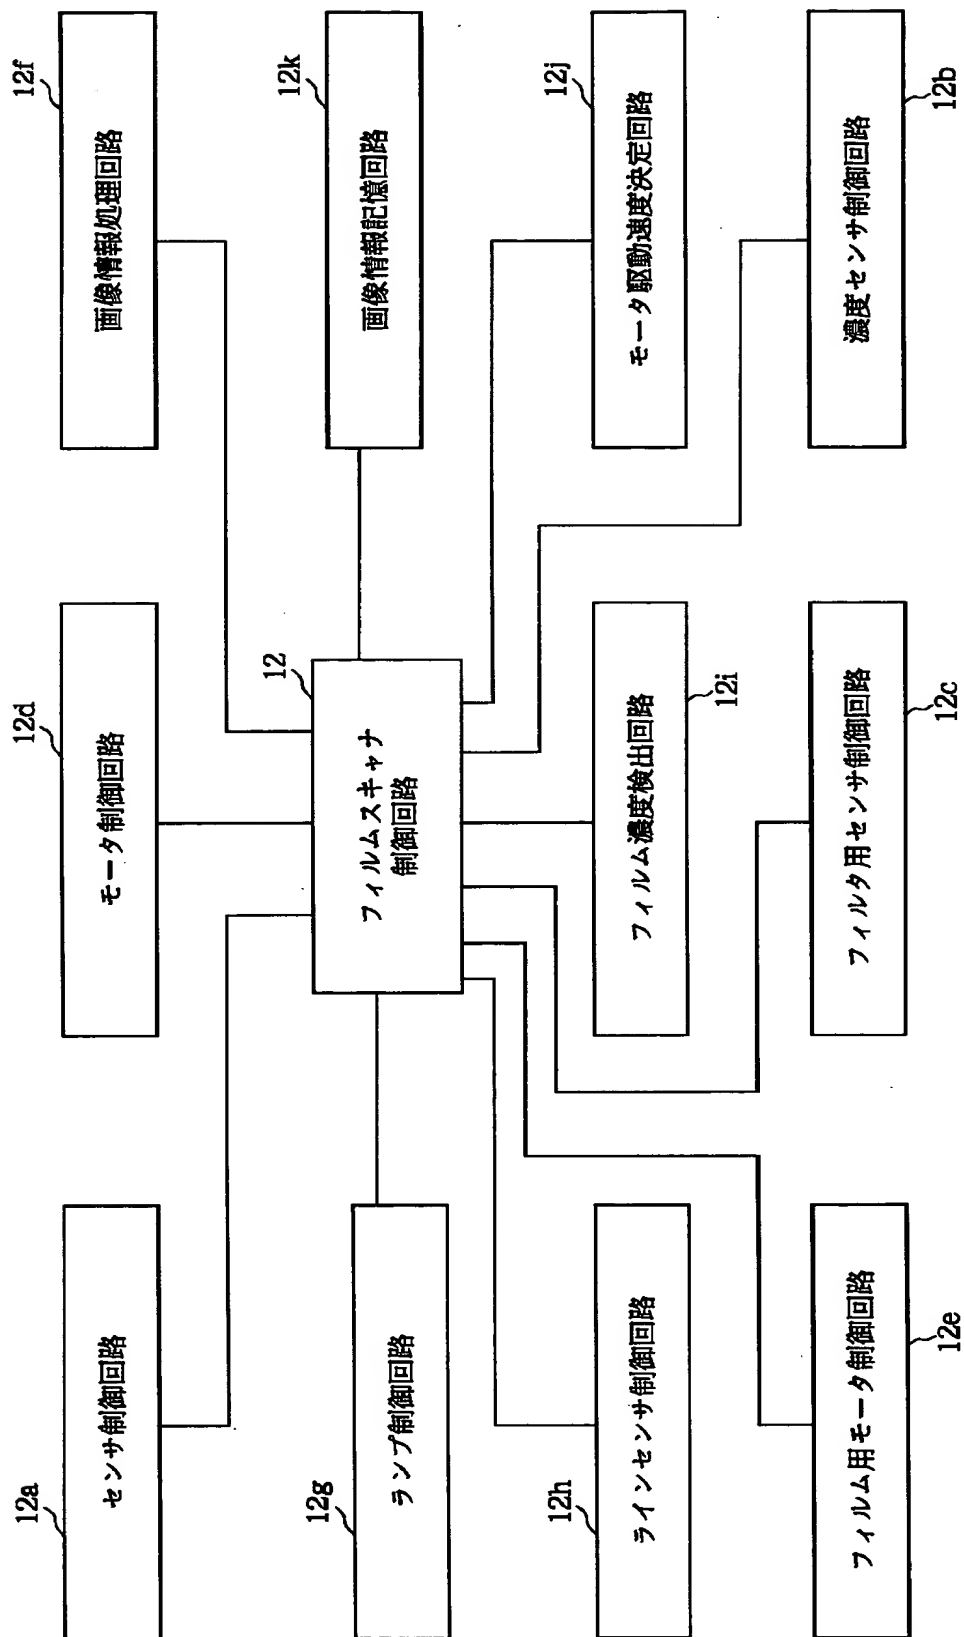 12a
センサ制御回路
12d
モータ制御回路
12f
画像情報処理回路
12g
ランプ制御回路
12
フィルムスキャナ
制御回路
12k
画像情報記憶回路
12h
ラインセンサ制御回路
フィルム濃度検出回路
12i
12j
モータ駆動速度決定回路
フィルム用モータ制御回路
12e
フィルタ用センサ制御回路
12c
濃度センサ制御回路
12b